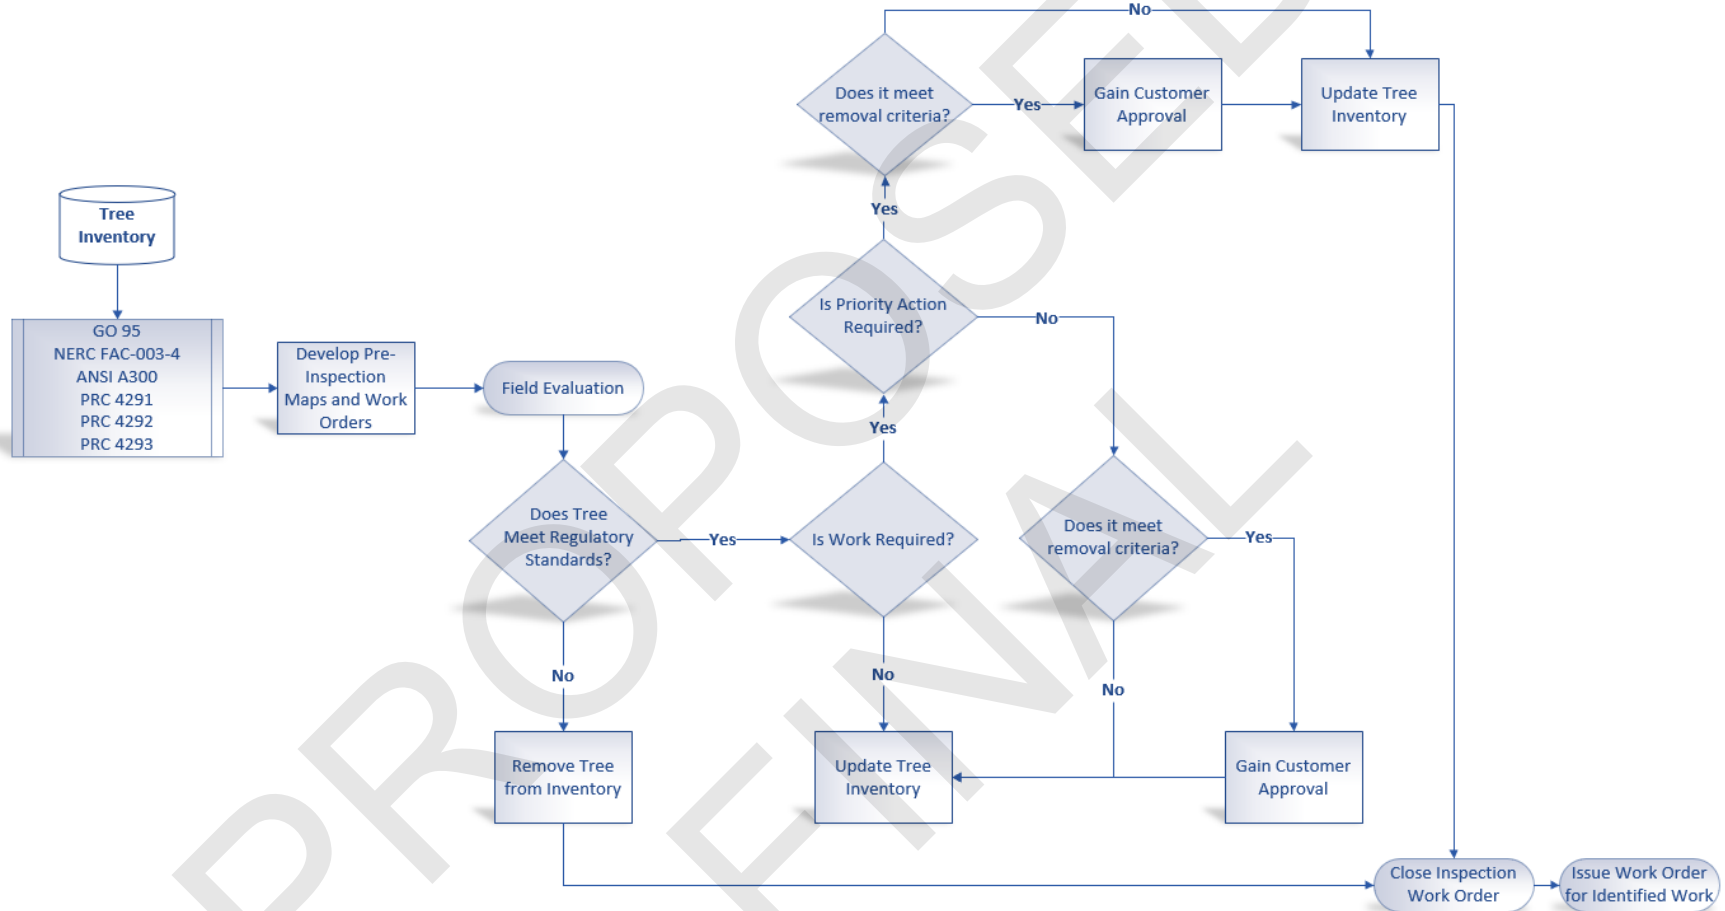 No
Does it meet
removal criteria?
Yes
Gain Customer
Approval
Update Tree
Inventory
Yes
Tree
Inventory
Is Priority Action
Required?
No
GO 95
NERC FAC-003-4
ANSI A300
PRC 4291
PRC 4292
PRC 4293
Develop Pre-
Inspection
Maps and Work
Orders
Field Evaluation
Yes
Does Tree
Meet Regulatory
Standards?
Yes
Is Work Required?
Does it meet
removal criteria?
Yes
No
No
No
Remove Tree
from Inventory
Update Tree
Inventory
Gain Customer
Approval
Close Inspection
Work Order
Issue Work Order
for Identified Work
PROPOSED
FINAL